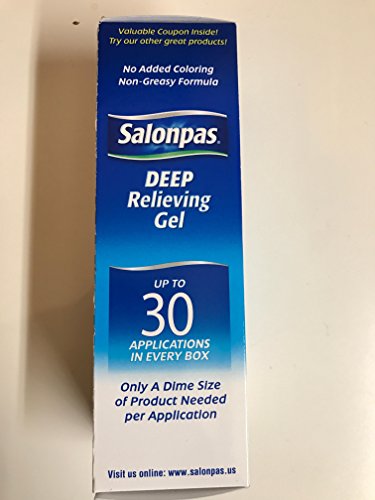 Valuable Coupon Inside!
Try our other great products!
No Added Coloring
Non-Greasy Formula
Salonpas®
DEEP
Relieving
Gel
UP TO
30
APPLICATIONS
IN EVERY BOX
Only A Dime Size
of Product Needed
per Application
Visit us online: www.salonpas.us